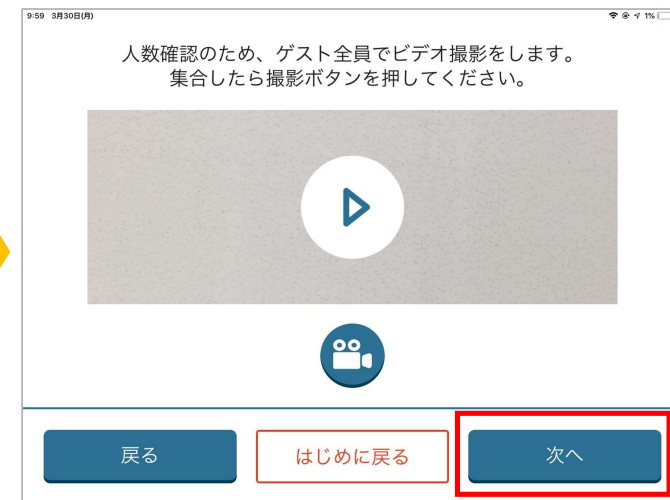 9:59 3月30日(月)
1%
人数確認のため、ゲスト全員でビデオ撮影をします。
集合したら撮影ボタンを押してください。
戻る
はじめに戻る
次へ